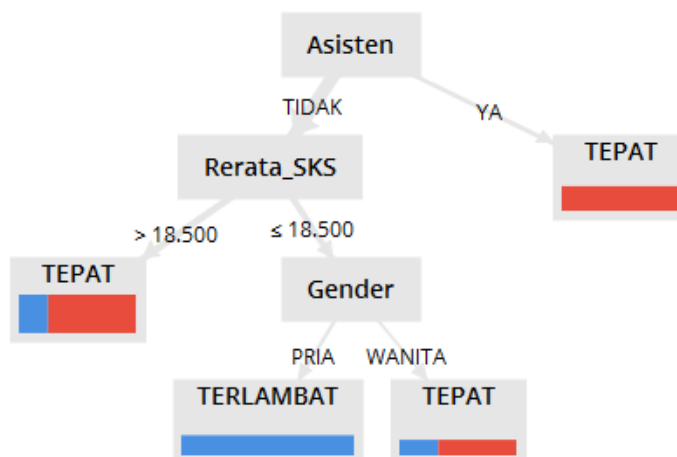 Asisten
TIDAK
YA
Rerata_SKS
TEPAT
> 18.500
≤ 18.500
TEPAT
Gender
PRIA
WANITA
TERLAMBAT
TEPAT